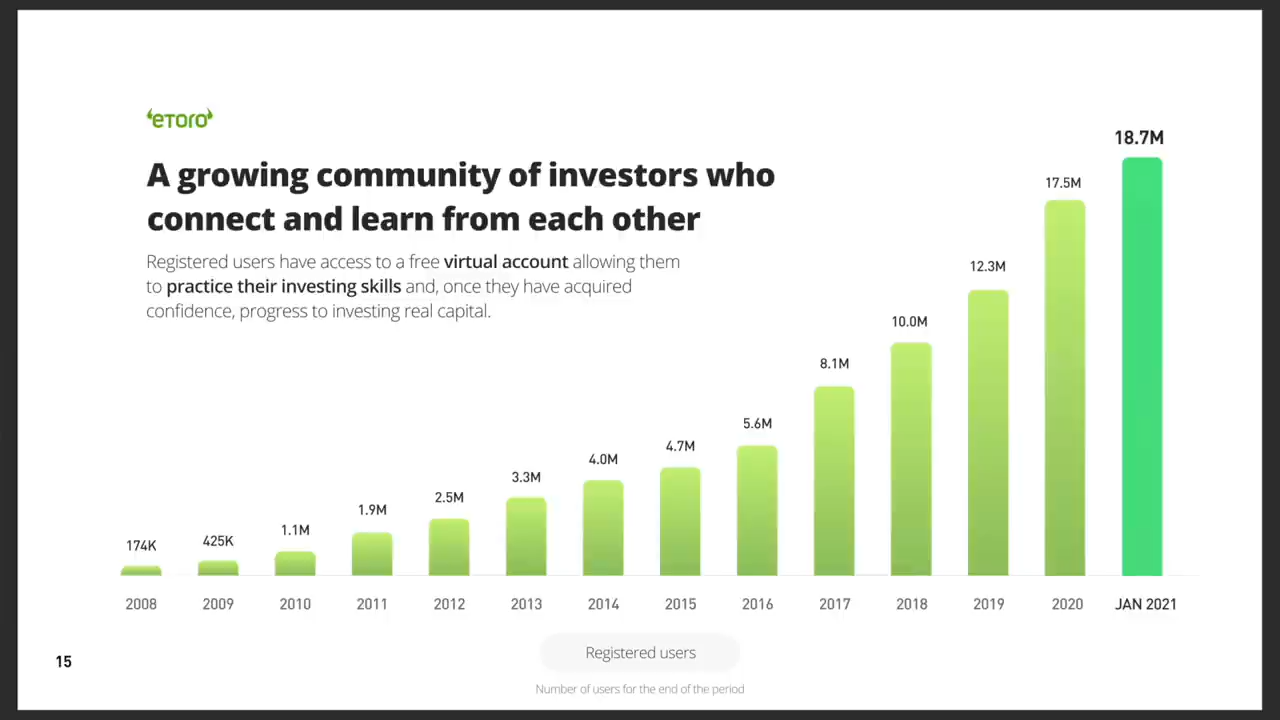 eToro
A growing community of investors who
connect and learn from each other
Registered users have access to a free virtual account allowing them
to practice their investing skills and, once they have acquired
confidence, progress to investing real capital.
18.7M
17.5M
12.3M
10.0M
8.1M
5.6M
4.7M
4.0M
3.3M
2.5M
1.9M
1.1M
425K
174K
2008 2009 2010 2011 2012 2013 2014 2015 2016 2017 2018 2019 2020 JAN 2021
Registered users
15
Number of users for the end of the period